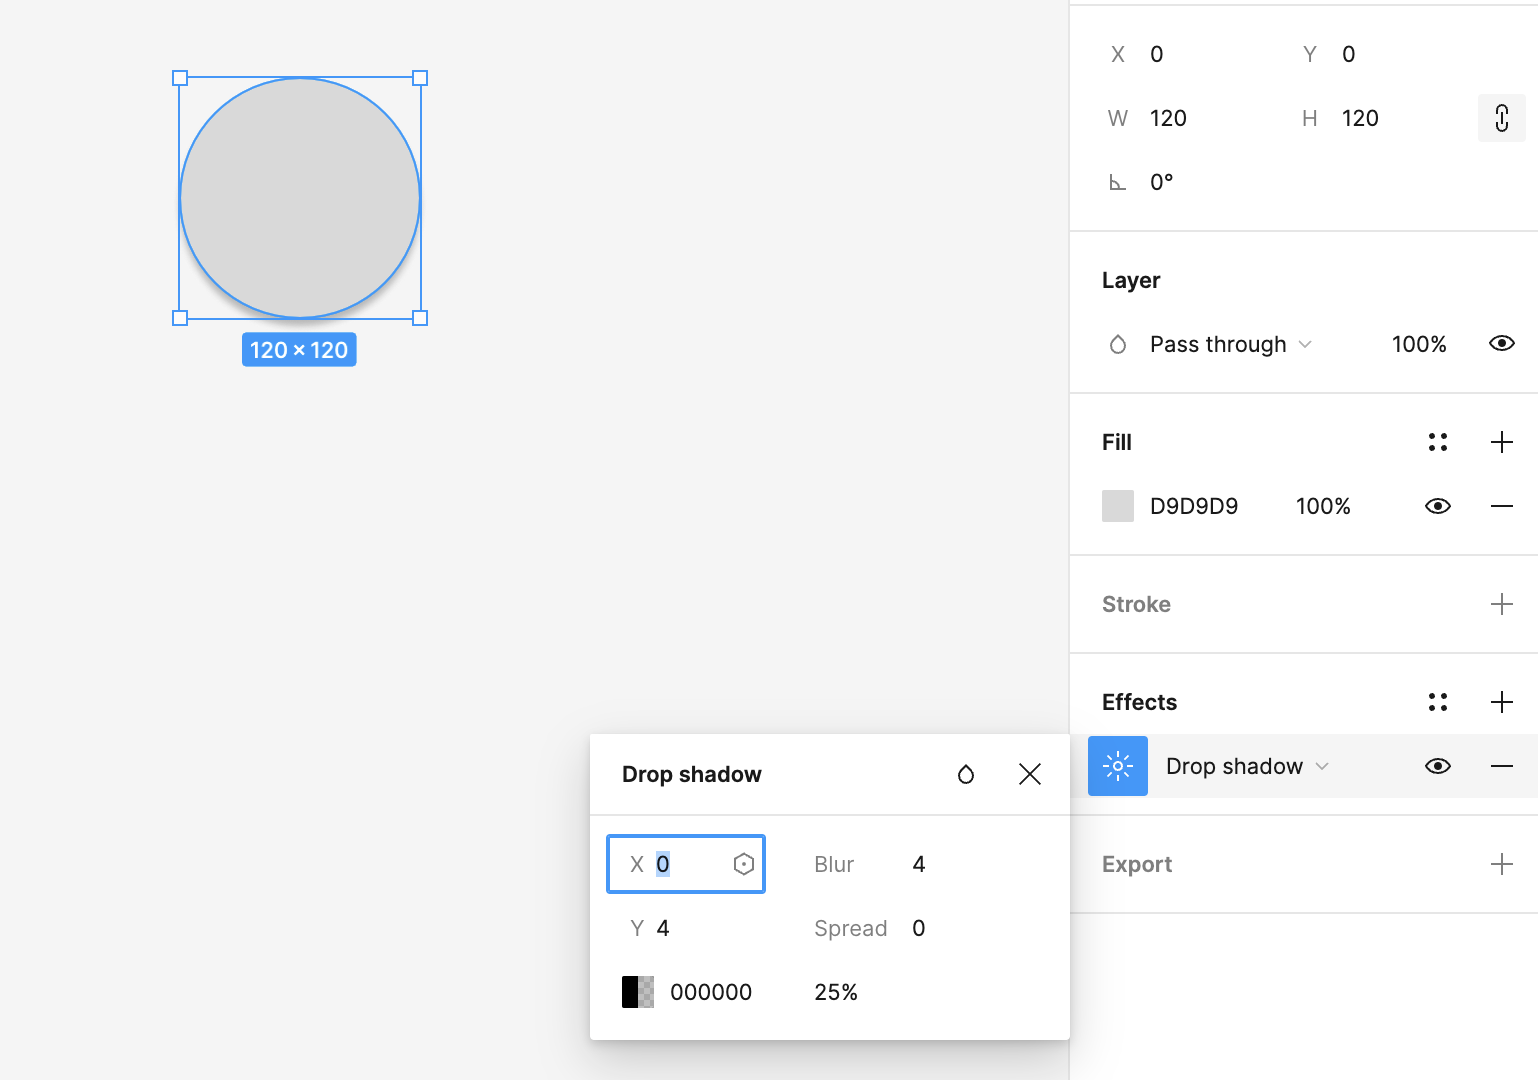 X 0 Y 0
W 120 H 120
0°
Layer
Pass through 100%
Fill
D9D9D9 100%
Stroke
Effects
Drop shadow
Export
120 × 120
Drop shadow
X 0 Blur 4
Y 4 Spread 0
000000 25%